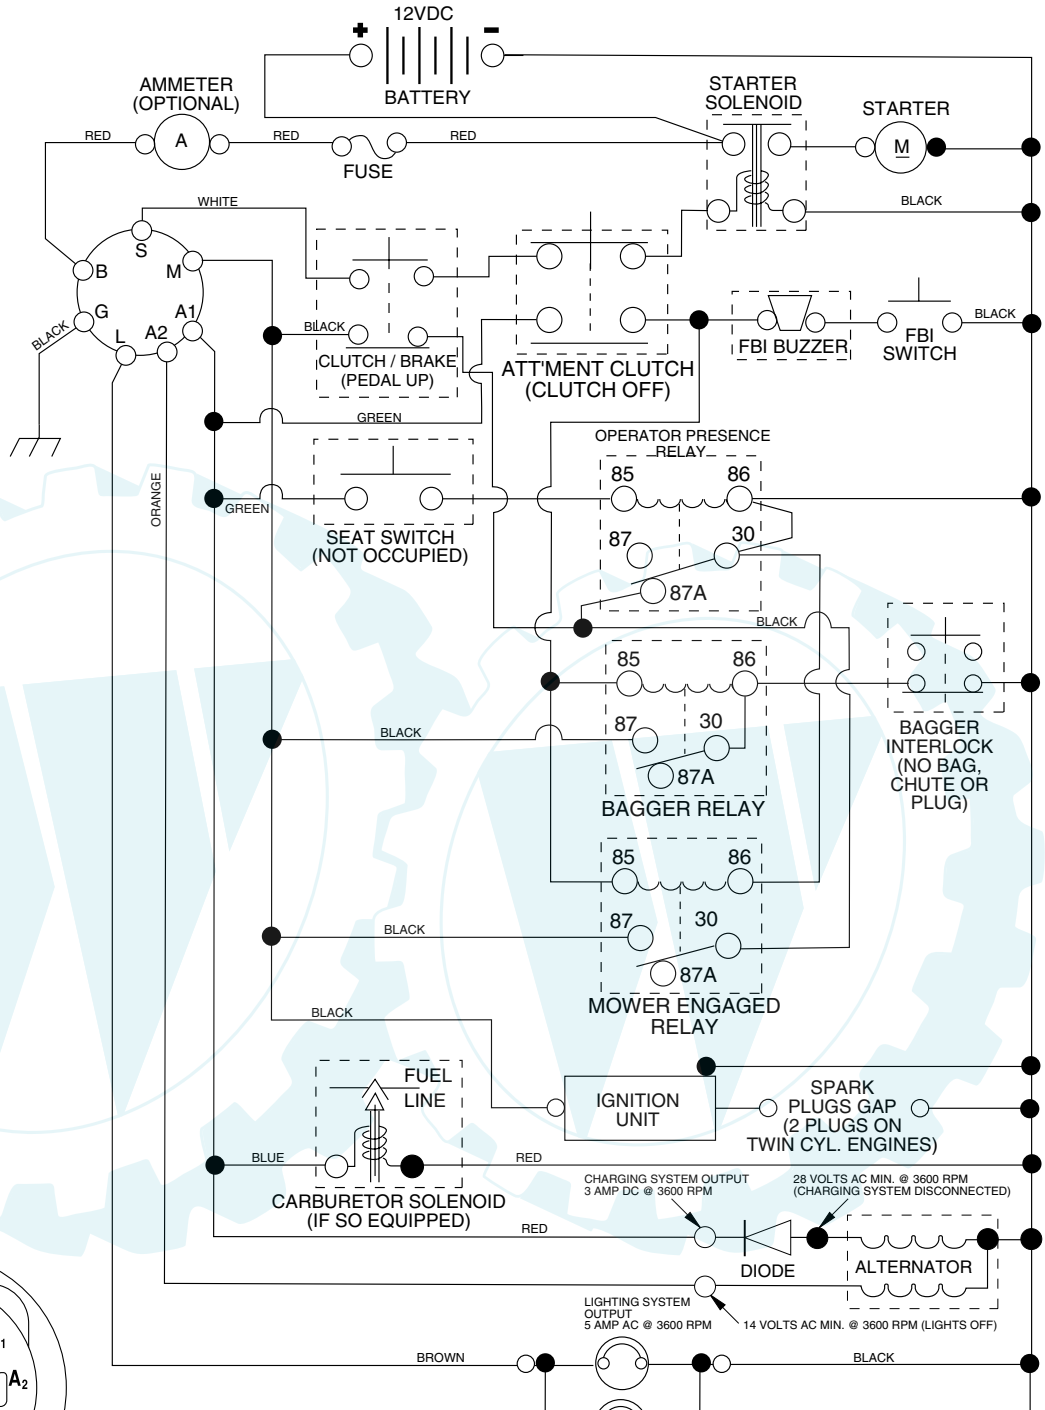 12VDC
+
-
BATTERY
AMMETER
(OPTIONAL)
STARTER
SOLENOID
STARTER
RED
A
RED
RED
M
FUSE
WHITE
BLACK
S
M
B
G
A1
A2
L
BLACK
BLACK
CLUTCH / BRAKE
(PEDAL UP)
ATT'MENT CLUTCH
(CLUTCH OFF)
FBI BUZZER
FBI
SWITCH
BLACK
GREEN
OPERATOR PRESENCE
RELAY
85
86
ORANGE
GREEN
SEAT SWITCH
(NOT OCCUPIED)
87
30
87A
BLACK
85
86
87
30
87A
BLACK
BAGGER RELAY
BAGGER
INTERLOCK
(NO BAG,
CHUTE OR
PLUG)
85
86
87
30
BLACK
87A
MOWER ENGAGED
RELAY
BLACK
FUEL
LINE
IGNITION
UNIT
SPARK
PLUGS GAP
(2 PLUGS ON
TWIN CYL. ENGINES)
BLUE
RED
CARBURETOR SOLENOID
(IF SO EQUIPPED)
CHARGING SYSTEM OUTPUT
3 AMP DC @ 3600 RPM
28 VOLTS AC MIN. @ 3600 RPM
(CHARGING SYSTEM DISCONNECTED)
RED
DIODE
ALTERNATOR
LIGHTING SYSTEM
OUTPUT
5 AMP AC @ 3600 RPM
14 VOLTS AC MIN. @ 3600 RPM (LIGHTS OFF)
1
A2
BROWN
BLACK